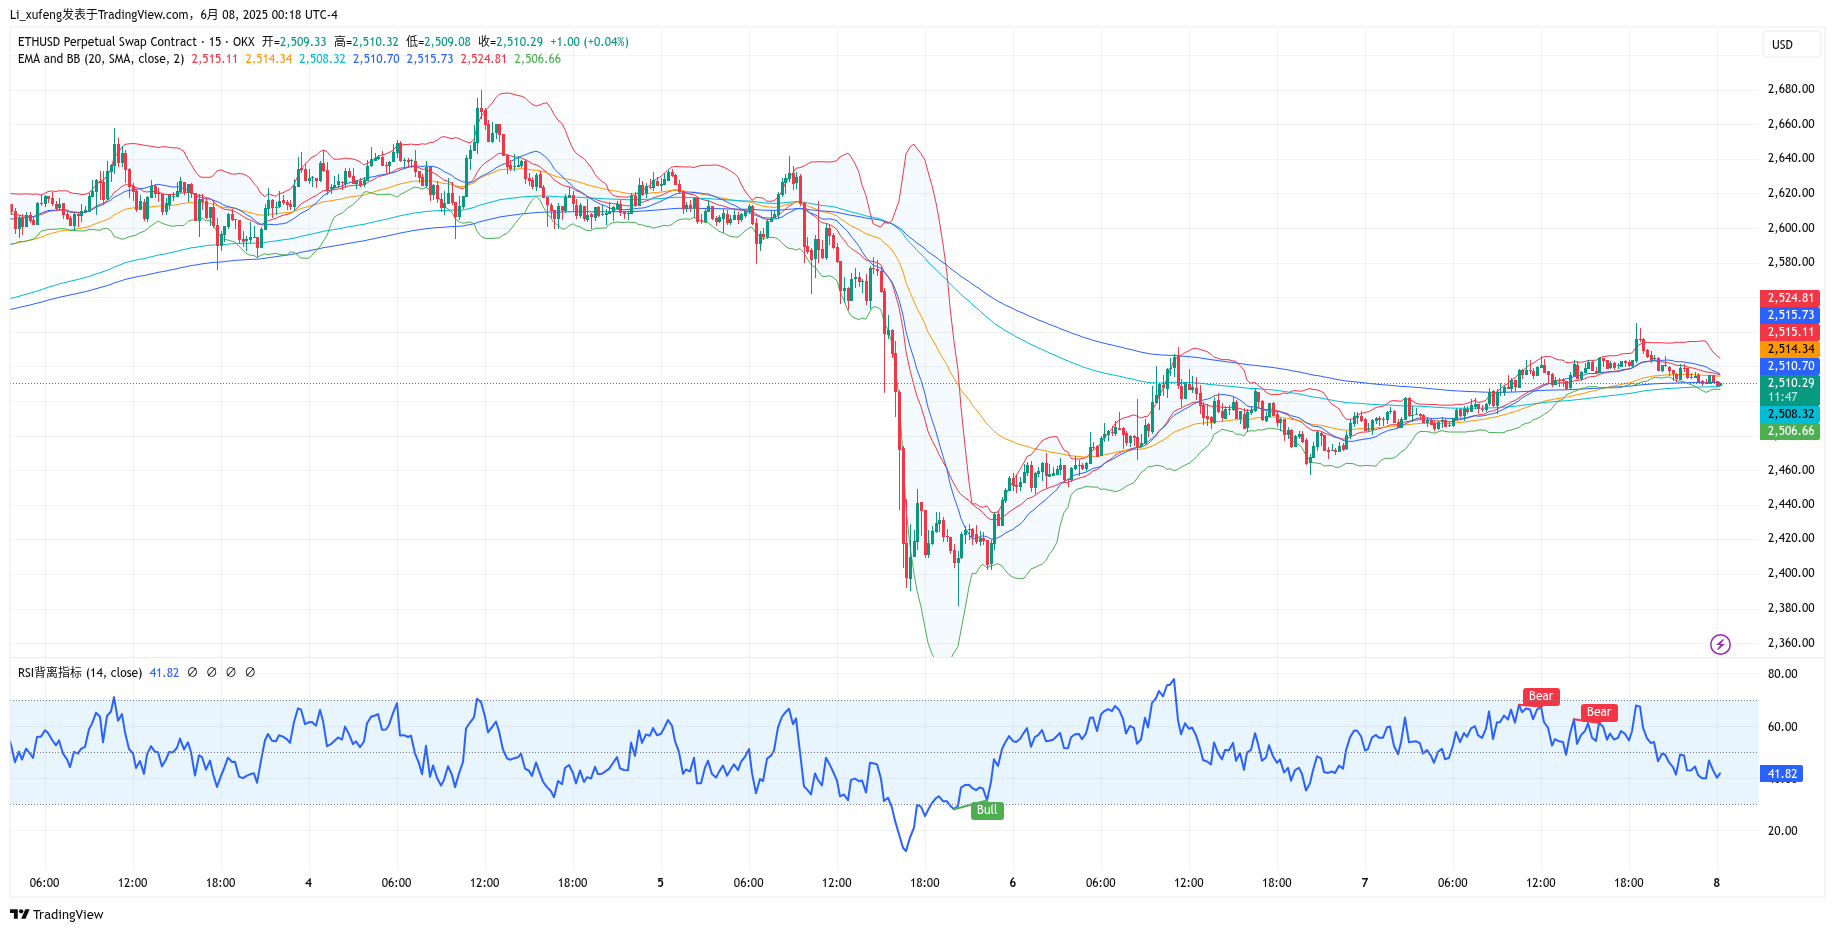 Li_xufeng发表于TradingView.com，6月 08, 2025 00:18 UTC-4
ETHUSD Perpetual Swap Contract · 15 · OKX 开=2,509.33 高=2,510.32 低=2,509.08 收=2,510.29 +1.00 (+0.04%)
EMA and BB (20, SMA, close, 2) 2,515.11 2,514.34 2,508.32 2,510.70 2,515.73 2,524.81 2,506.66
USD
2,680.00
2,660.00
2,640.00
2,620.00
2,600.00
2,580.00
2,524.81
2,515.73
2,515.11
2,514.34
2,510.70
2,510.29
11:47
2,508.32
2,506.66
2,460.00
2,440.00
2,420.00
2,400.00
2,380.00
2,360.00
RSI背离指标 (14, close) 41.82 ∅ ∅ ∅ ∅
80.00
Bear
Bear
60.00
41.82
Bull
20.00
06:00 12:00 18:00 4 06:00 12:00 18:00 5 06:00 12:00 18:00 6 06:00 12:00 18:00 7 06:00 12:00 18:00 8
TradingView